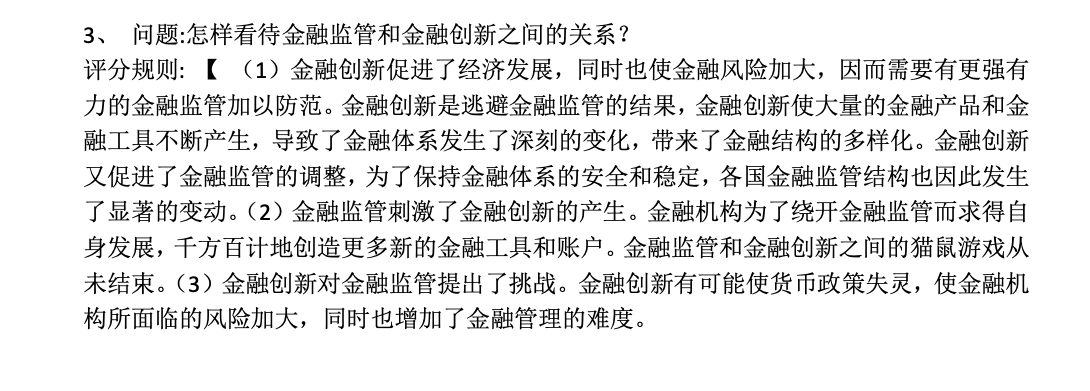 3、 问题:怎样看待金融监管和金融创新之间的关系?
评分规则: 【 （1）金融创新促进了经济发展，同时也使金融风险加大，因而需要有更强有
力的金融监管加以防范。金融创新是逃避金融监管的结果，金融创新使大量的金融产品和金
融工具不断产生，导致了金融体系发生了深刻的变化，带来了金融结构的多样化。金融创新
又促进了金融监管的调整，为了保持金融体系的安全和稳定，各国金融监管结构也因此发生
了显著的变动。（2）金融监管刺激了金融创新的产生。金融机构为了绕开金融监管而求得自
身发展，千方百计地创造更多新的金融工具和账户。金融监管和金融创新之间的猫鼠游戏从
未结束。（3）金融创新对金融监管提出了挑战。金融创新有可能使货币政策失灵，使金融机
构所面临的风险加大，同时也增加了金融管理的难度。